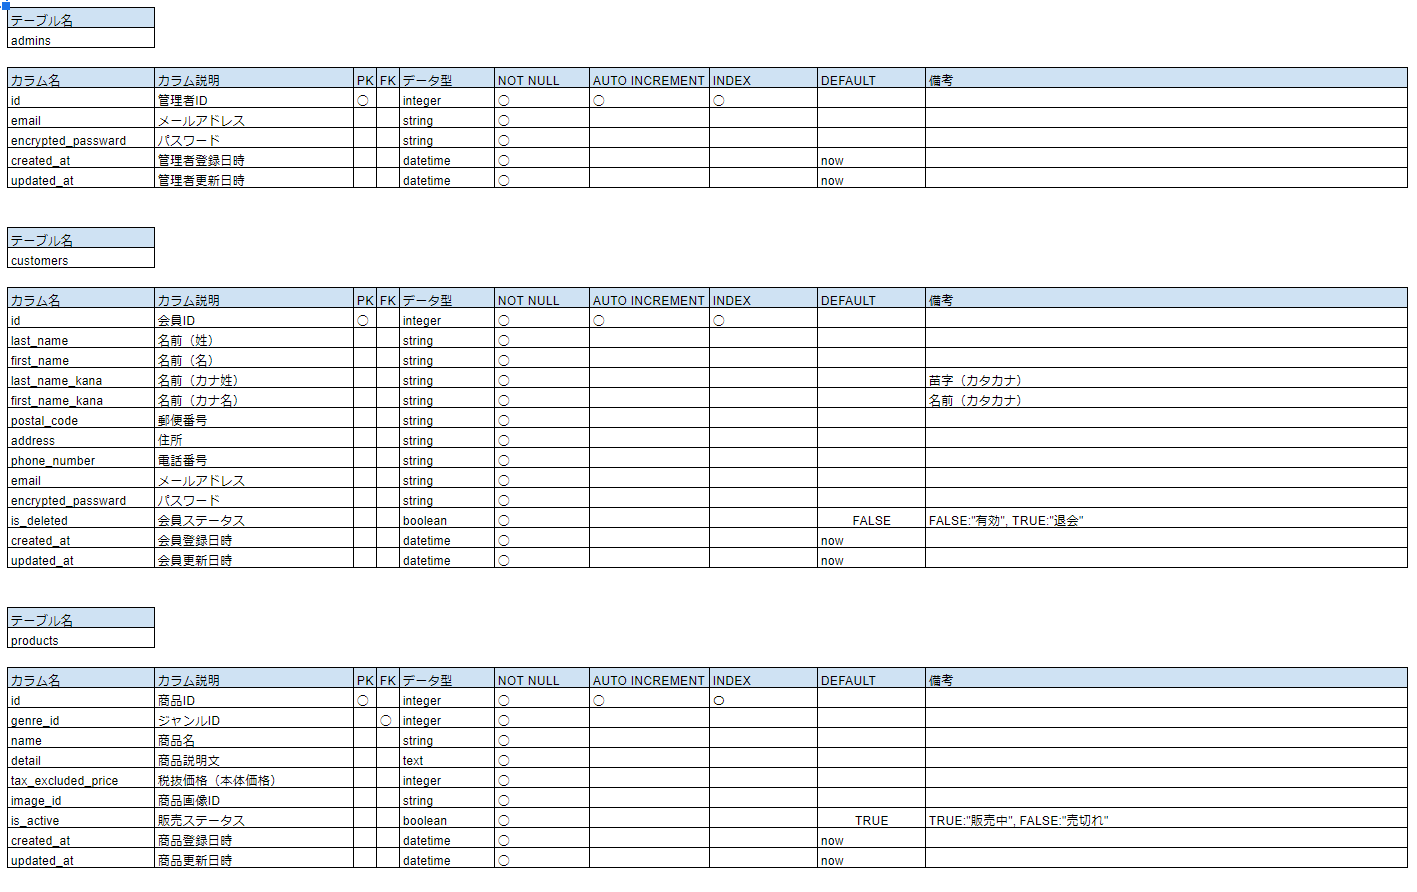 テーブル名
admins
カラム名 カラム説明 PK FK データ型 NOT NULL AUTO INCREMENT INDEX DEFAULT 備考
id 管理者ID ○ integer ○ ○ ○
email メールアドレス string ○
encrypted_passward パスワード string ○
created_at 管理者登録日時 datetime ○ now
updated_at 管理者更新日時 datetime ○ now
テーブル名
customers
カラム名 カラム説明 PK FK データ型 NOT NULL AUTO INCREMENT INDEX DEFAULT 備考
id 会員ID ○ integer ○ ○ ○
last_name 名前（姓） string ○
first_name 名前（名） string ○
last_name_kana 名前（カナ姓） string ○ 苗字（カタカナ）
first_name_kana 名前（カナ名） string ○ 名前（カタカナ）
postal_code 郵便番号 string ○
address 住所 string ○
phone_number 電話番号 string ○
email メールアドレス string ○
encrypted_passward パスワード string ○
is_deleted 会員ステータス boolean ○ FALSE FALSE:"有効", TRUE:"退会"
created_at 会員登録日時 datetime ○ now
updated_at 会員更新日時 datetime ○ now
テーブル名
products
カラム名 カラム説明 PK FK データ型 NOT NULL AUTO INCREMENT INDEX DEFAULT 備考
id 商品ID ○ integer ○ ○ ○
genre_id ジャンルID ○ integer ○
name 商品名 string ○
detail 商品説明文 text ○
tax_excluded_price 税抜価格（本体価格） integer ○
image_id 商品画像ID string ○
is_active 販売ステータス boolean ○ TRUE TRUE:"販売中", FALSE:"売切れ"
created_at 商品登録日時 datetime ○ now
updated_at 商品更新日時 datetime ○ now